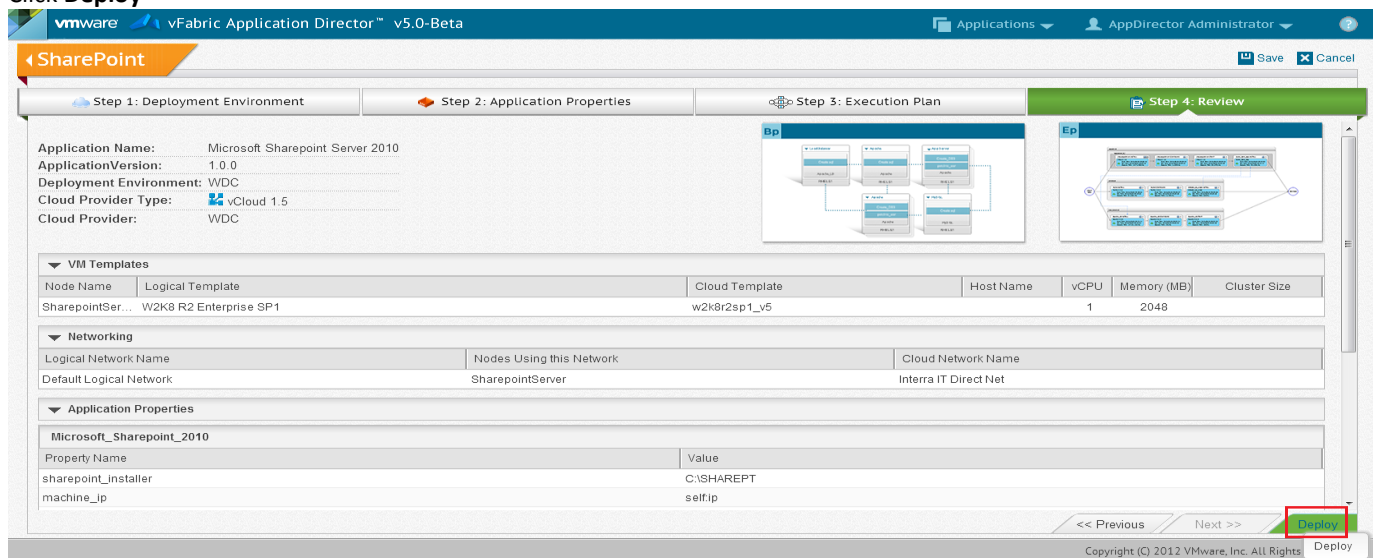 Click Deploy
vmware vFabric Application Director™ v5.0-Beta Applications AppDirector Administrator ?
SharePoint Save Cancel
Step 1: Deployment Environment Step 2: Application Properties Step 3: Execution Plan Step 4: Review
Bp Ep
Application Name: Microsoft Sharepoint Server 2010
ApplicationVersion: 1.0.0
Deployment Environment: WDC
Cloud Provider Type: vCloud 1.5
Cloud Provider: WDC
VM Templates
Node Name Logical Template Cloud Template Host Name vCPU Memory (MB) Cluster Size
SharepointSer... W2K8 R2 Enterprise SP1 w2k8r2sp1_v5 1 2048
Networking
Logical Network Name Nodes Using this Network Cloud Network Name
Default Logical Network SharepointServer Interra IT Direct Net
Application Properties
Microsoft_Sharepoint_2010
Property Name Value
sharepoint_installer C:\SHAREPT
machine_ip self:ip
<< Previous Next >> Deploy
Copyright (C) 2012 VMware, Inc. All Rights Deploy